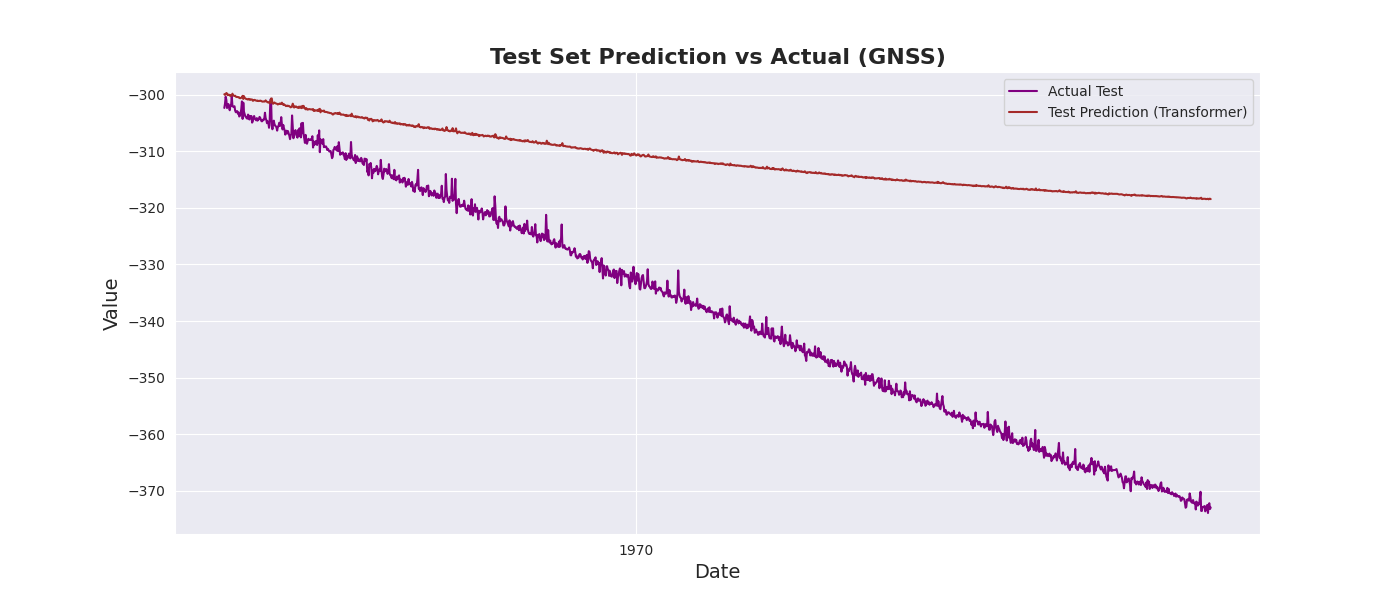 Test Set Prediction vs Actual (GNSS)
Actual Test
Test Prediction (Transformer)
−300
−310
−320
−330
−340
−350
−360
−370
Value
1970
Date